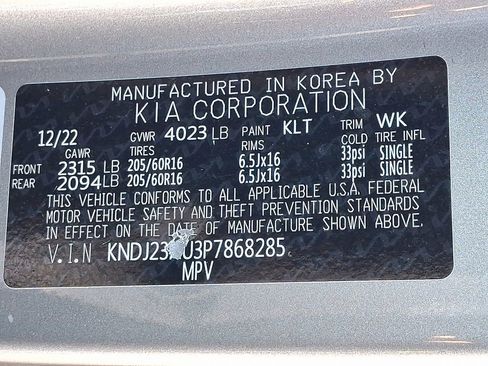 MANUFACTURED IN KOREA BY
KIA CORPORATION
12/22 GVWR 4023 LB PAINT KLT TRIM WK
GAWR TIRES RIMS COLD TIRE INFL
FRONT 2315 LB 205/60R16 6.5Jx16 33psi SINGLE
REAR 2094 LB 205/60R16 6.5Jx16 33psi SINGLE
THIS VEHICLE CONFORMS TO ALL APPLICABLE U.S.A. FEDERAL
MOTOR VEHICLE SAFETY AND THEFT PREVENTION STANDARDS
IN EFFECT ON THE DATE OF MANUFACTURE SHOWN ABOVE.
V.I.N
MPV